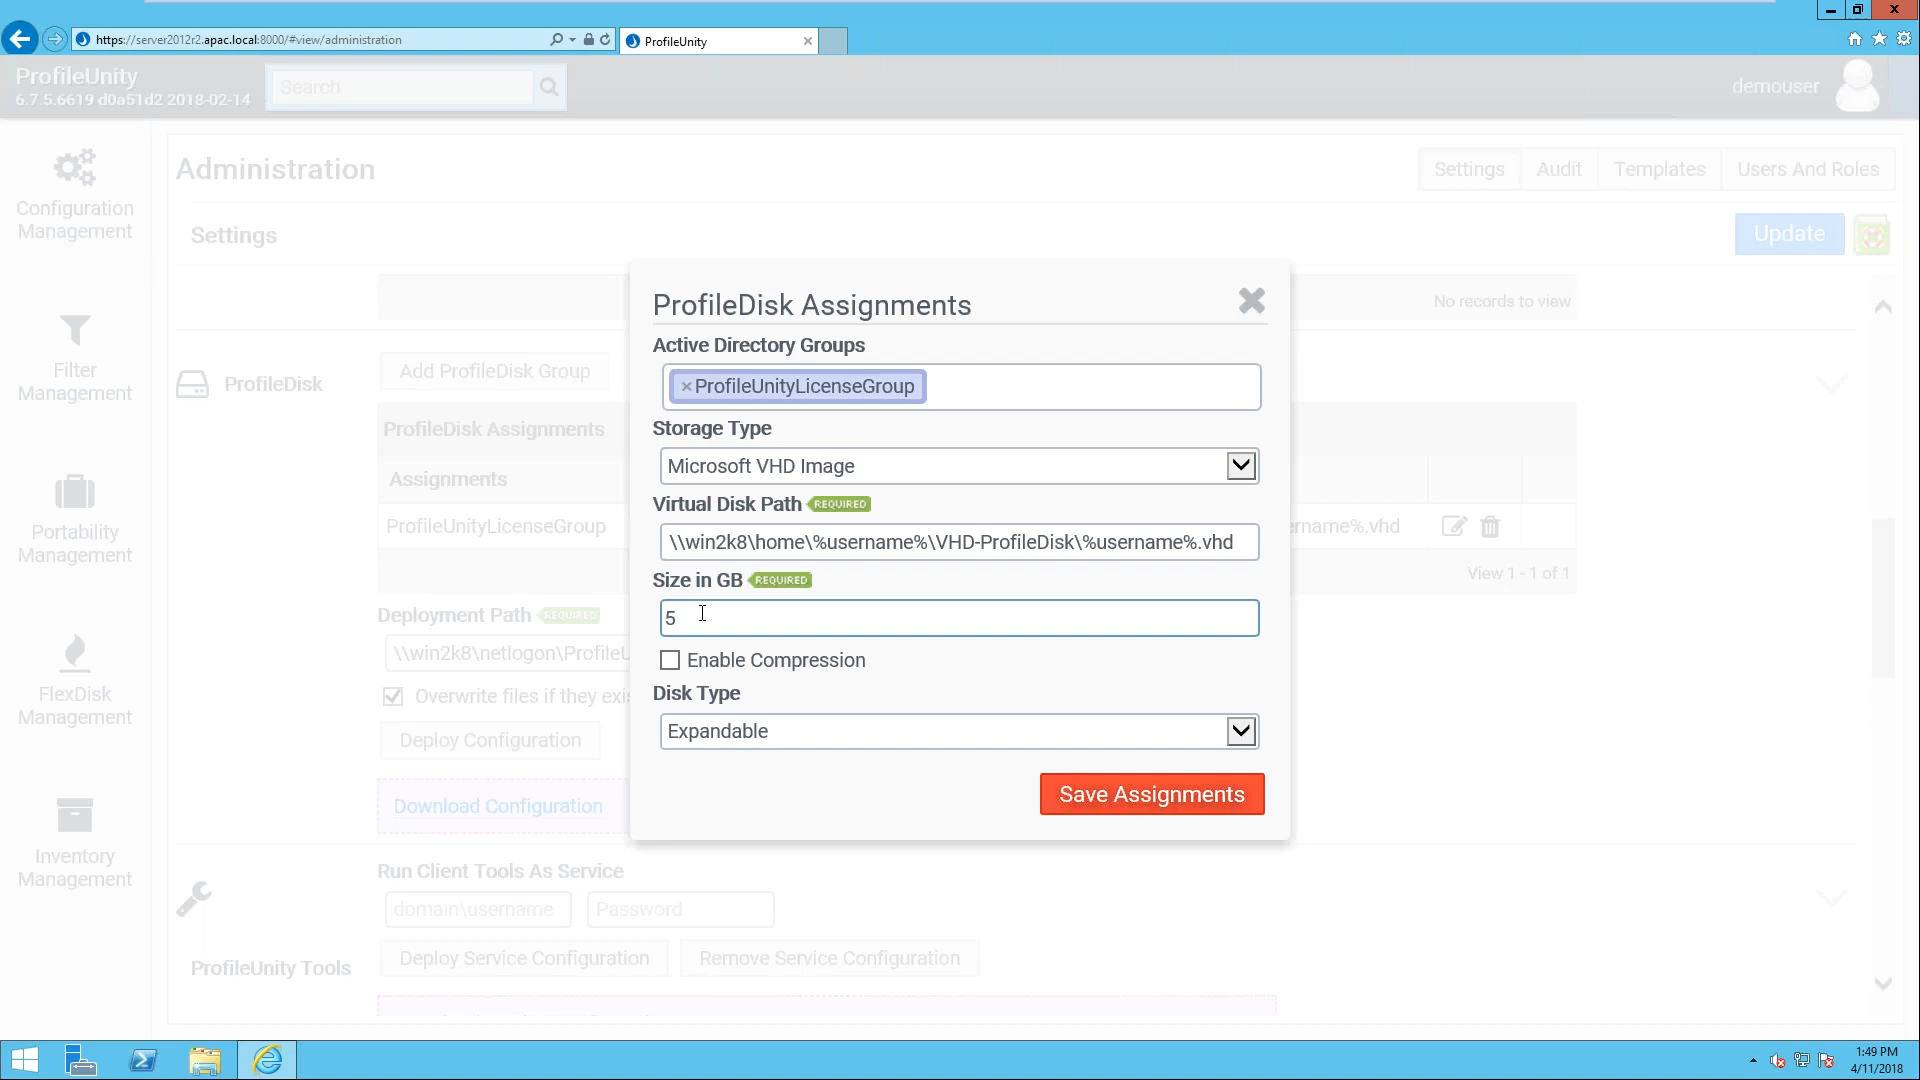 https://server2012r2.apac.local:8000/#view/administration
ProfileUnity
ProfileUnity
6.7.5.6619 d0a51d2 2018-02-14
Search
demouser
Administration
Settings
Audit
Templates
Users And Roles
Settings
Update
Configuration
Management
Filter
Management
Portability
Management
FlexDisk
Management
Inventory
Management
No records to view
ProfileDisk
Add ProfileDisk Group
ProfileDisk Assignments
Assignments
ProfileUnityLicenseGroup
ername%.vhd
View 1 - 1 of 1
Deployment Path REQUIRED
\\win2k8\netlogon\ProfileU
Overwrite files if they exis
Deploy Configuration
Download Configuration
ProfileDisk Assignments
Active Directory Groups
×ProfileUnityLicenseGroup
Storage Type
Microsoft VHD Image
Virtual Disk Path REQUIRED
\\win2k8\home\%username%\VHD-ProfileDisk\%username%.vhd
Size in GB REQUIRED
5
Enable Compression
Disk Type
Expandable
Save Assignments
ProfileUnity Tools
Run Client Tools As Service
domain\username
Password
Deploy Service Configuration
Remove Service Configuration
1:49 PM
4/11/2018